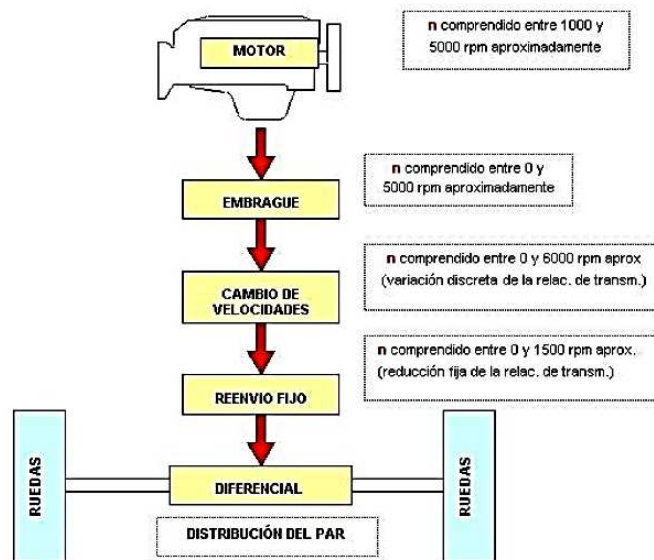 MOTOR
n comprendido entre 1000 y
5000 rpm aproximadamente
n comprendido entre 0 y
5000 rpm aproximadamente
EMBRAGUE
n comprendido entre 0 y 6000 rpm aprox
(variación discreta de la relac. de transm.)
CAMBIO DE
VELOCIDADES
n comprendido entre 0 y 1500 rpm aprox.
(reducción fija de la relac. de transm.)
REENVIO FIJO
RUEDAS
DIFERENCIAL
RUEDAS
DISTRIBUCIÓN DEL PAR